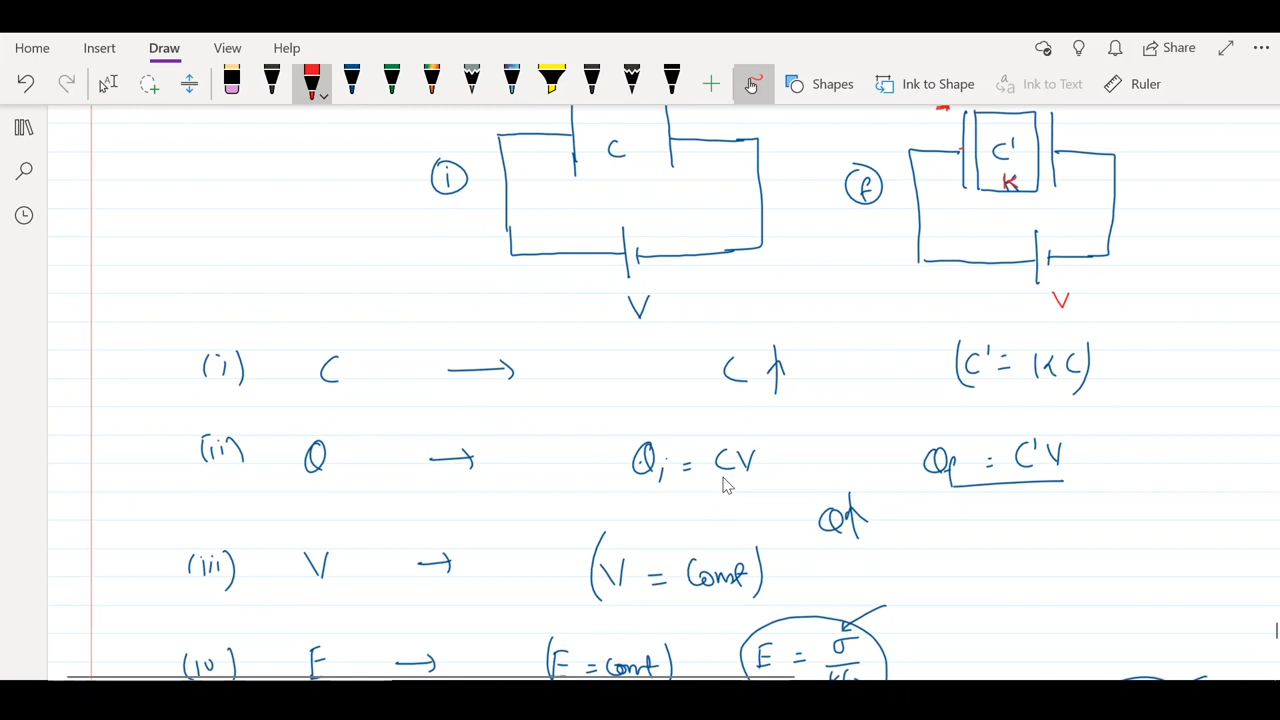 Home Insert Draw View Help Share
Shapes Ink to Shape Ink to Text Ruler
C C'
i f K
V V
(i) C → C ↑ (C' = KC)
(ii) Q → Qi = CV Qf = C'V
Q↑
(iii) V → (V = Const)
(iv) E → (E = const) E = σ